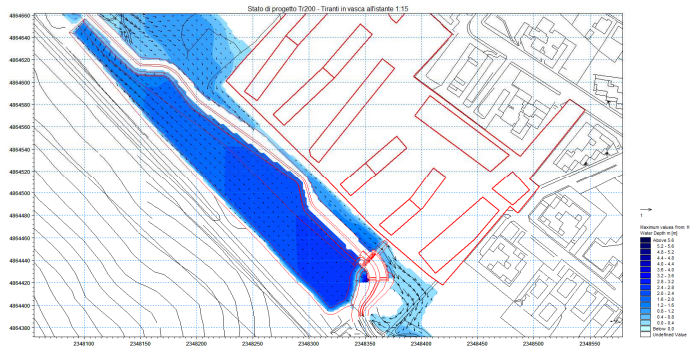 Stato di progetto Tr200 - Tiranti in vasca all'istante 1:15
4864660
4864640
4864620
4864600
4864580
4864560
4864540
4864520
4864500
4864480
4864460
4864440
4864420
4864400
4864380
2348100
2348150
2348200
2348250
2348300
2348350
2348400
2348450
2348500
2348550
1
Maximum values from
Water Depth m [m]
Above 5.6
5.2 - 5.6
4.8 - 5.2
4.4 - 4.8
4.0 - 4.4
3.6 - 4.0
3.2 - 3.6
2.8 - 3.2
2.4 - 2.8
2.0 - 2.4
1.6 - 2.0
1.2 - 1.6
0.8 - 1.2
0.4 - 0.8
0.0 - 0.4
Below 0.0
Undefined Value